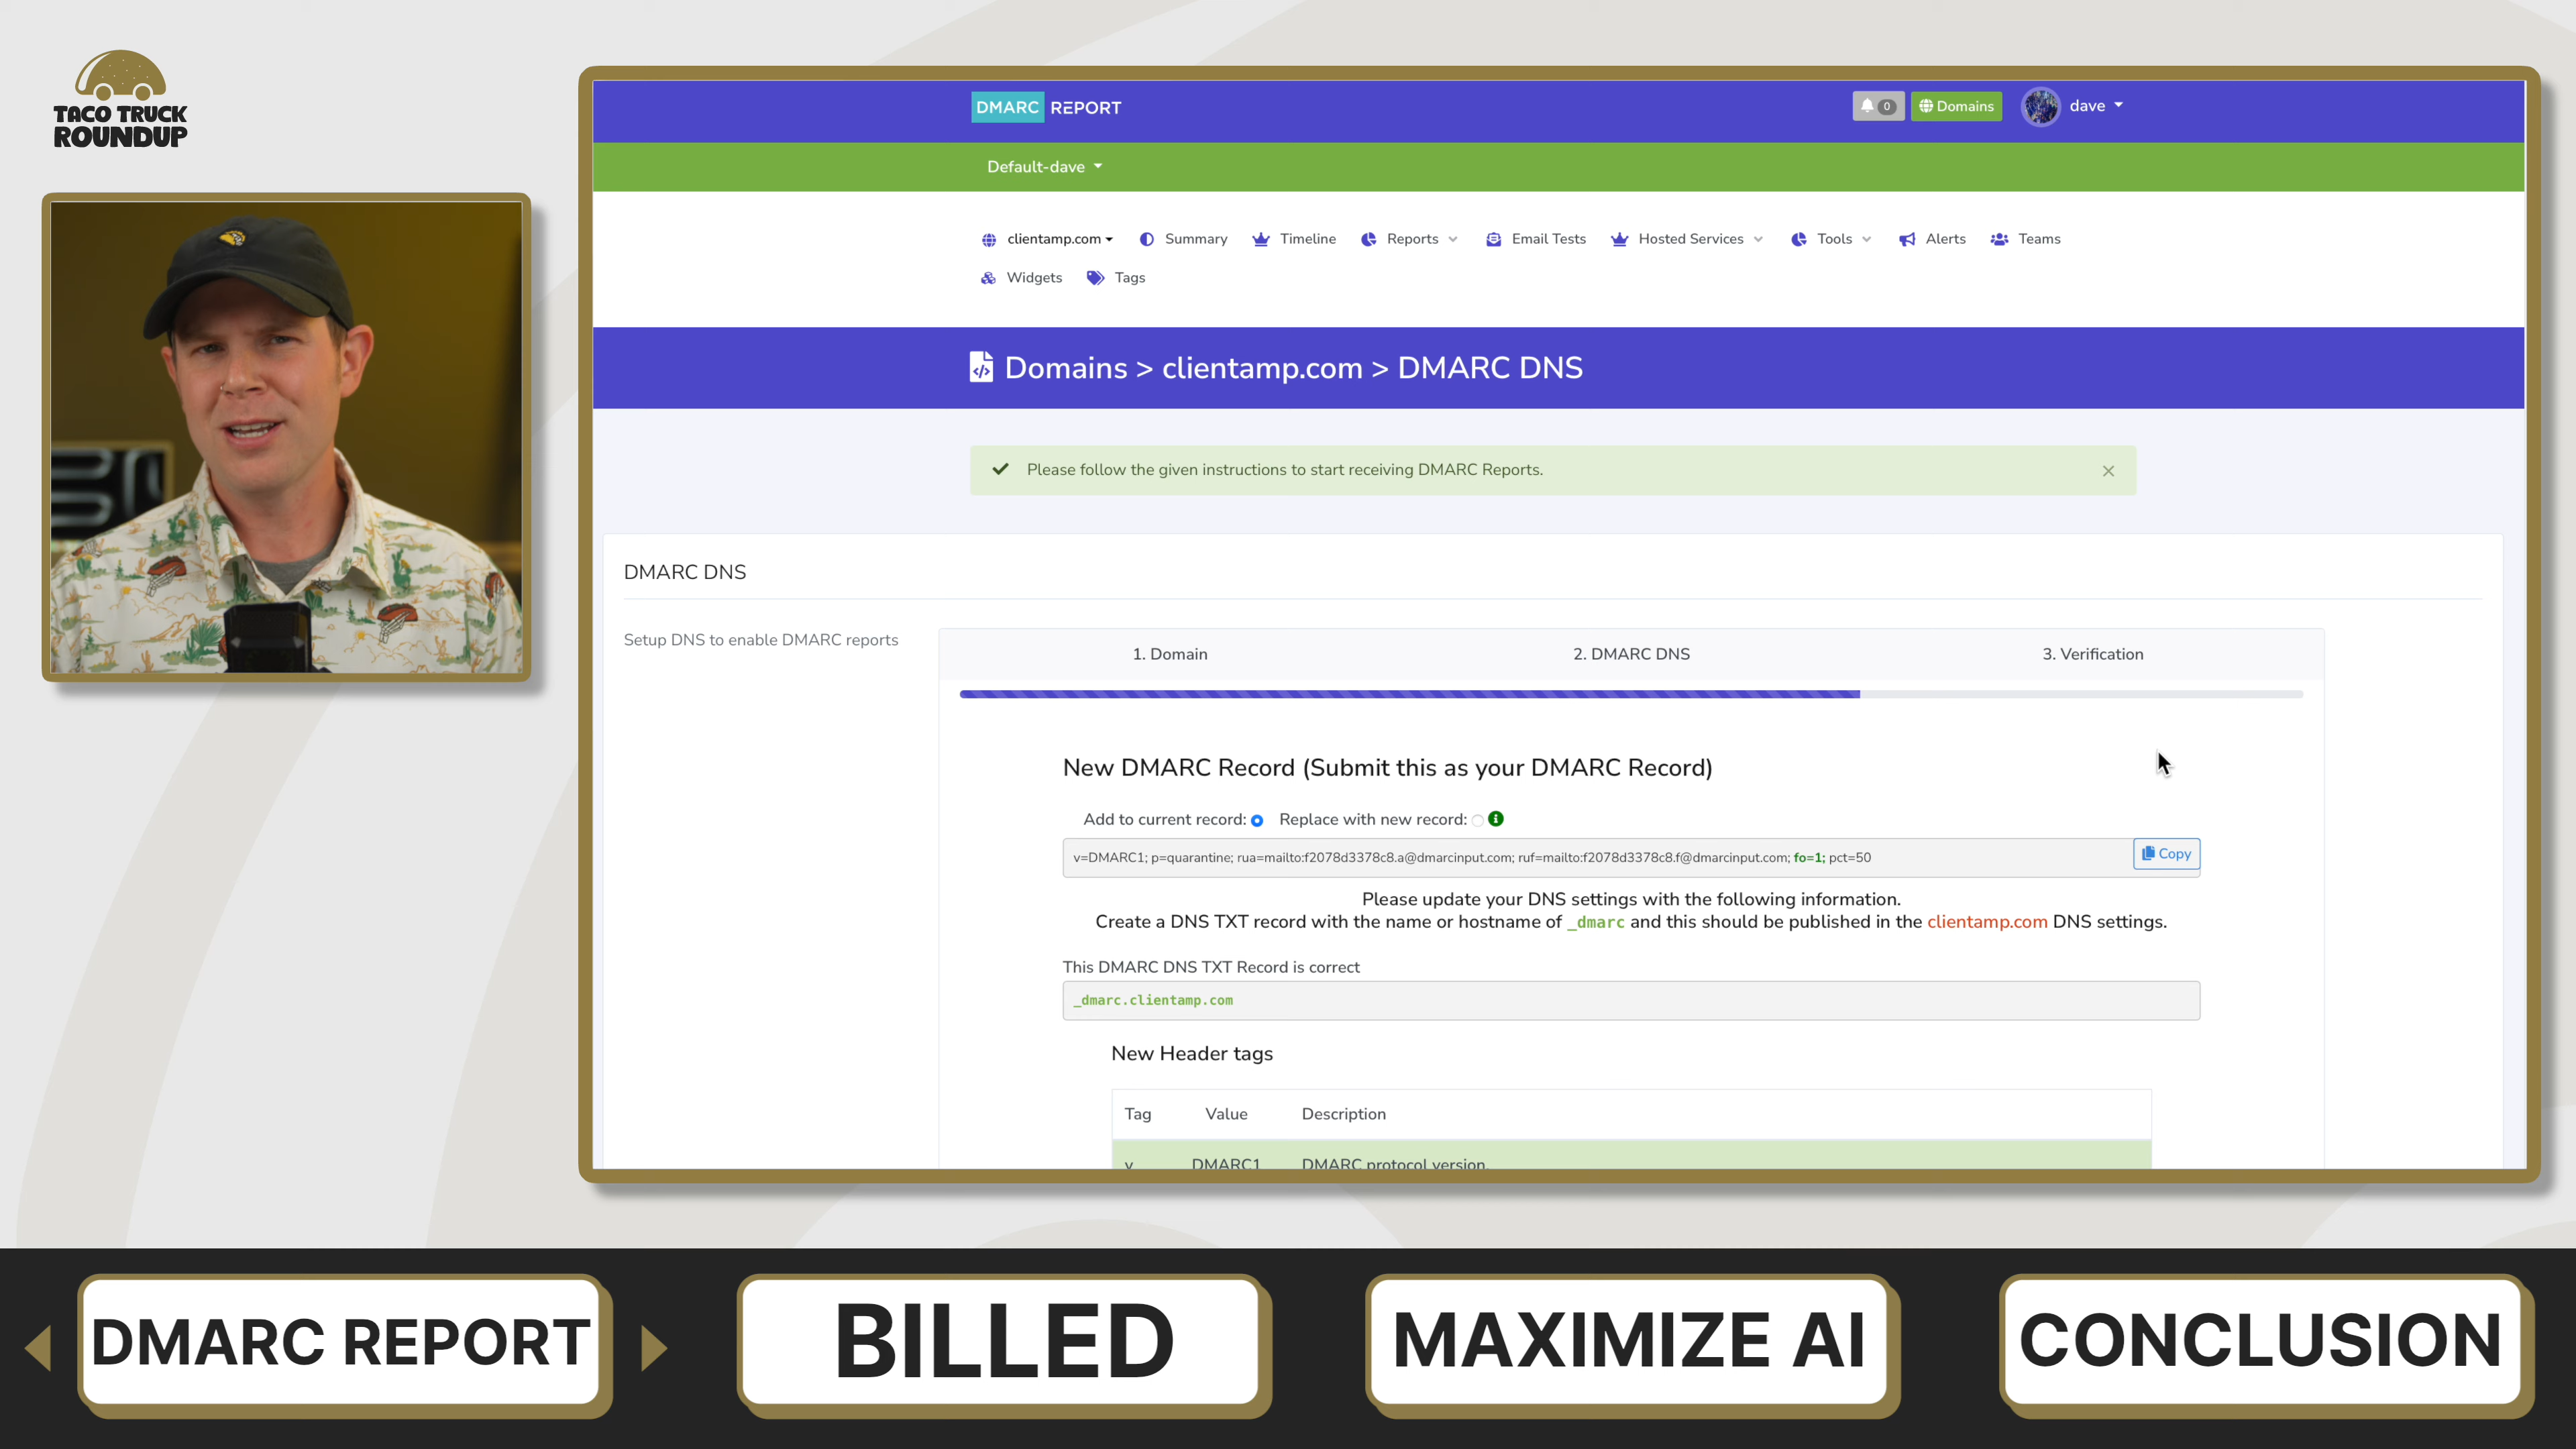 TACO TRUCK
ROUNDUP
DMARC REPORT
0
Domains
dave
Default-dave
clientamp.com
Summary
Timeline
Reports
Email Tests
Hosted Services
Tools
Alerts
Teams
Widgets
Tags
Domains > clientamp.com > DMARC DNS
Please follow the given instructions to start receiving DMARC Reports.
DMARC DNS
Setup DNS to enable DMARC reports
1. Domain
2. DMARC DNS
3. Verification
New DMARC Record (Submit this as your DMARC Record)
Add to current record: Replace with new record:
v=DMARC1; p=quarantine; rua=mailto:f2078d3378c8.a@dmarcinput.com; ruf=mailto:f2078d3378c8.f@dmarcinput.com; fo=1; pct=50
Copy
Please update your DNS settings with the following information.
Create a DNS TXT record with the name or hostname of _dmarc and this should be published in the clientamp.com DNS settings.
This DMARC DNS TXT Record is correct
_dmarc.clientamp.com
New Header tags
Tag Value Description
v DMARC1 DMARC protocol version.
DMARC REPORT
BILLED
MAXIMIZE AI
CONCLUSION